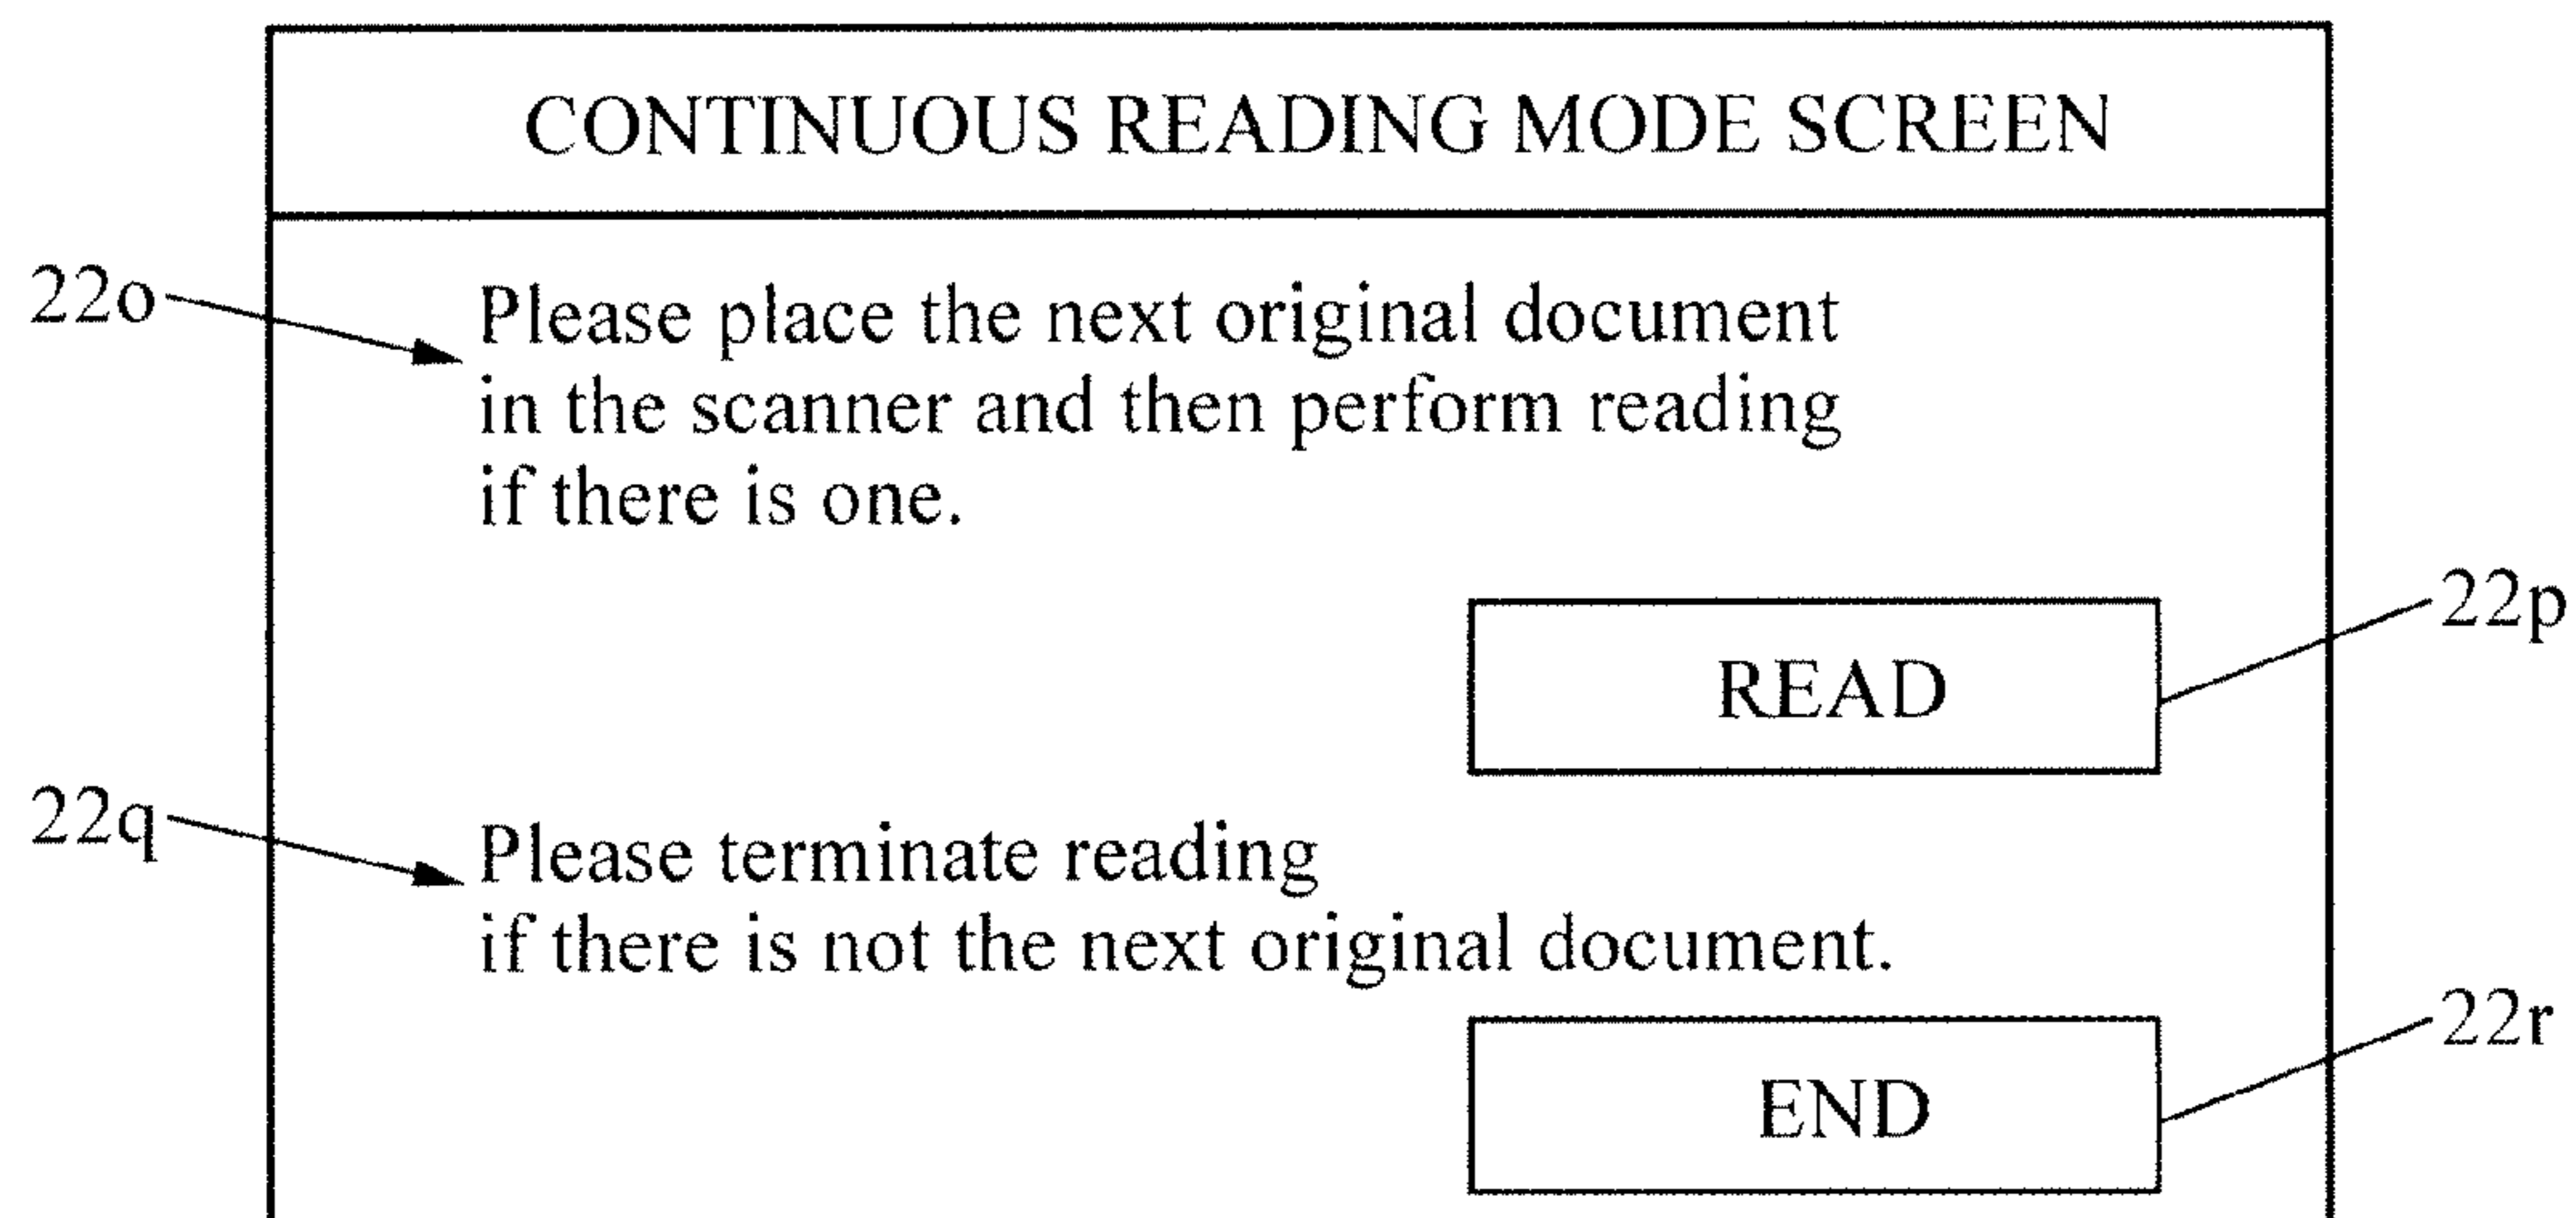 CONTINUOUS READING MODE SCREEN
22o
Please place the next original document
in the scanner and then perform reading
if there is one.
22p
READ
22q
Please terminate reading
if there is not the next original document.
22r
END